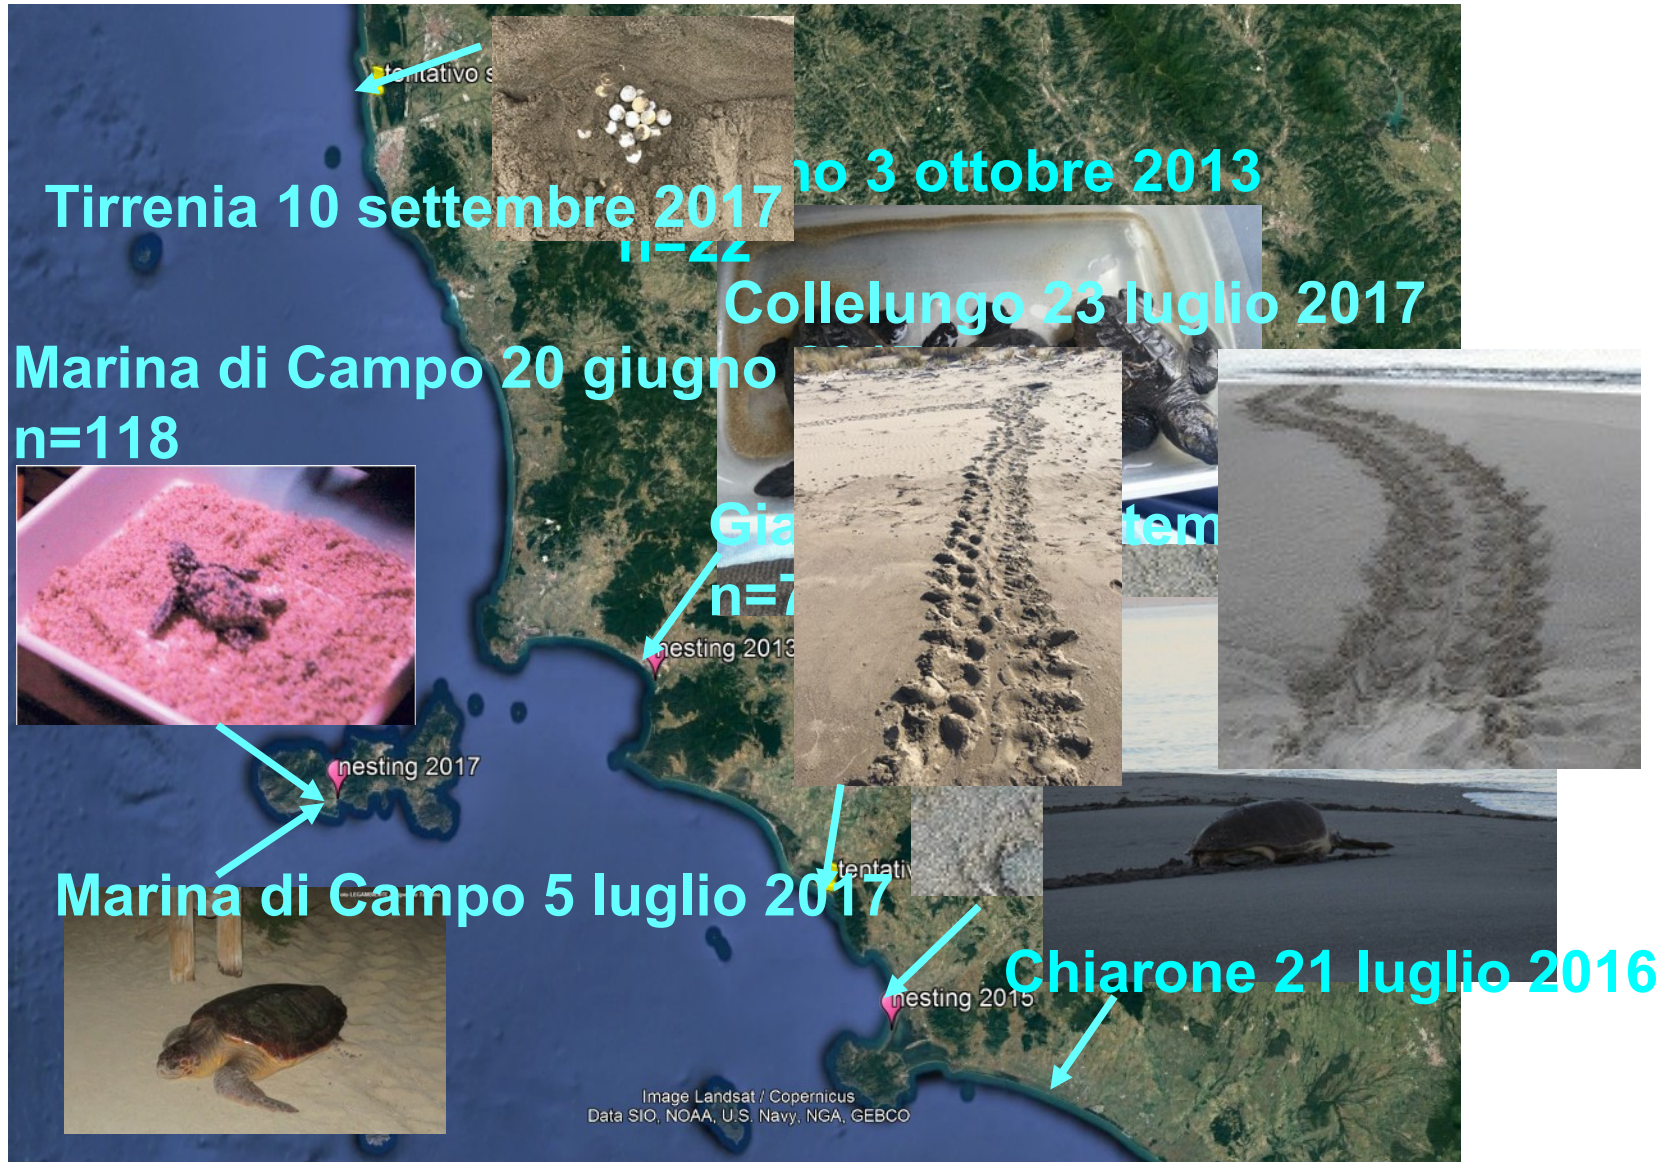 tentativo
no 3 ottobre 2013
Tirrenia 10 settembre 2017
n=22
Collelungo 23 luglio 2017
Marina di Campo 20 giugno
n=118
nesting 2013
nesting 2017
Marina di Campo 5 luglio 2017
Chiarone 21 luglio 2016
nesting 2015
Image Landsat / Copernicus
Data SIO, NOAA, U.S. Navy, NGA, GEBCO